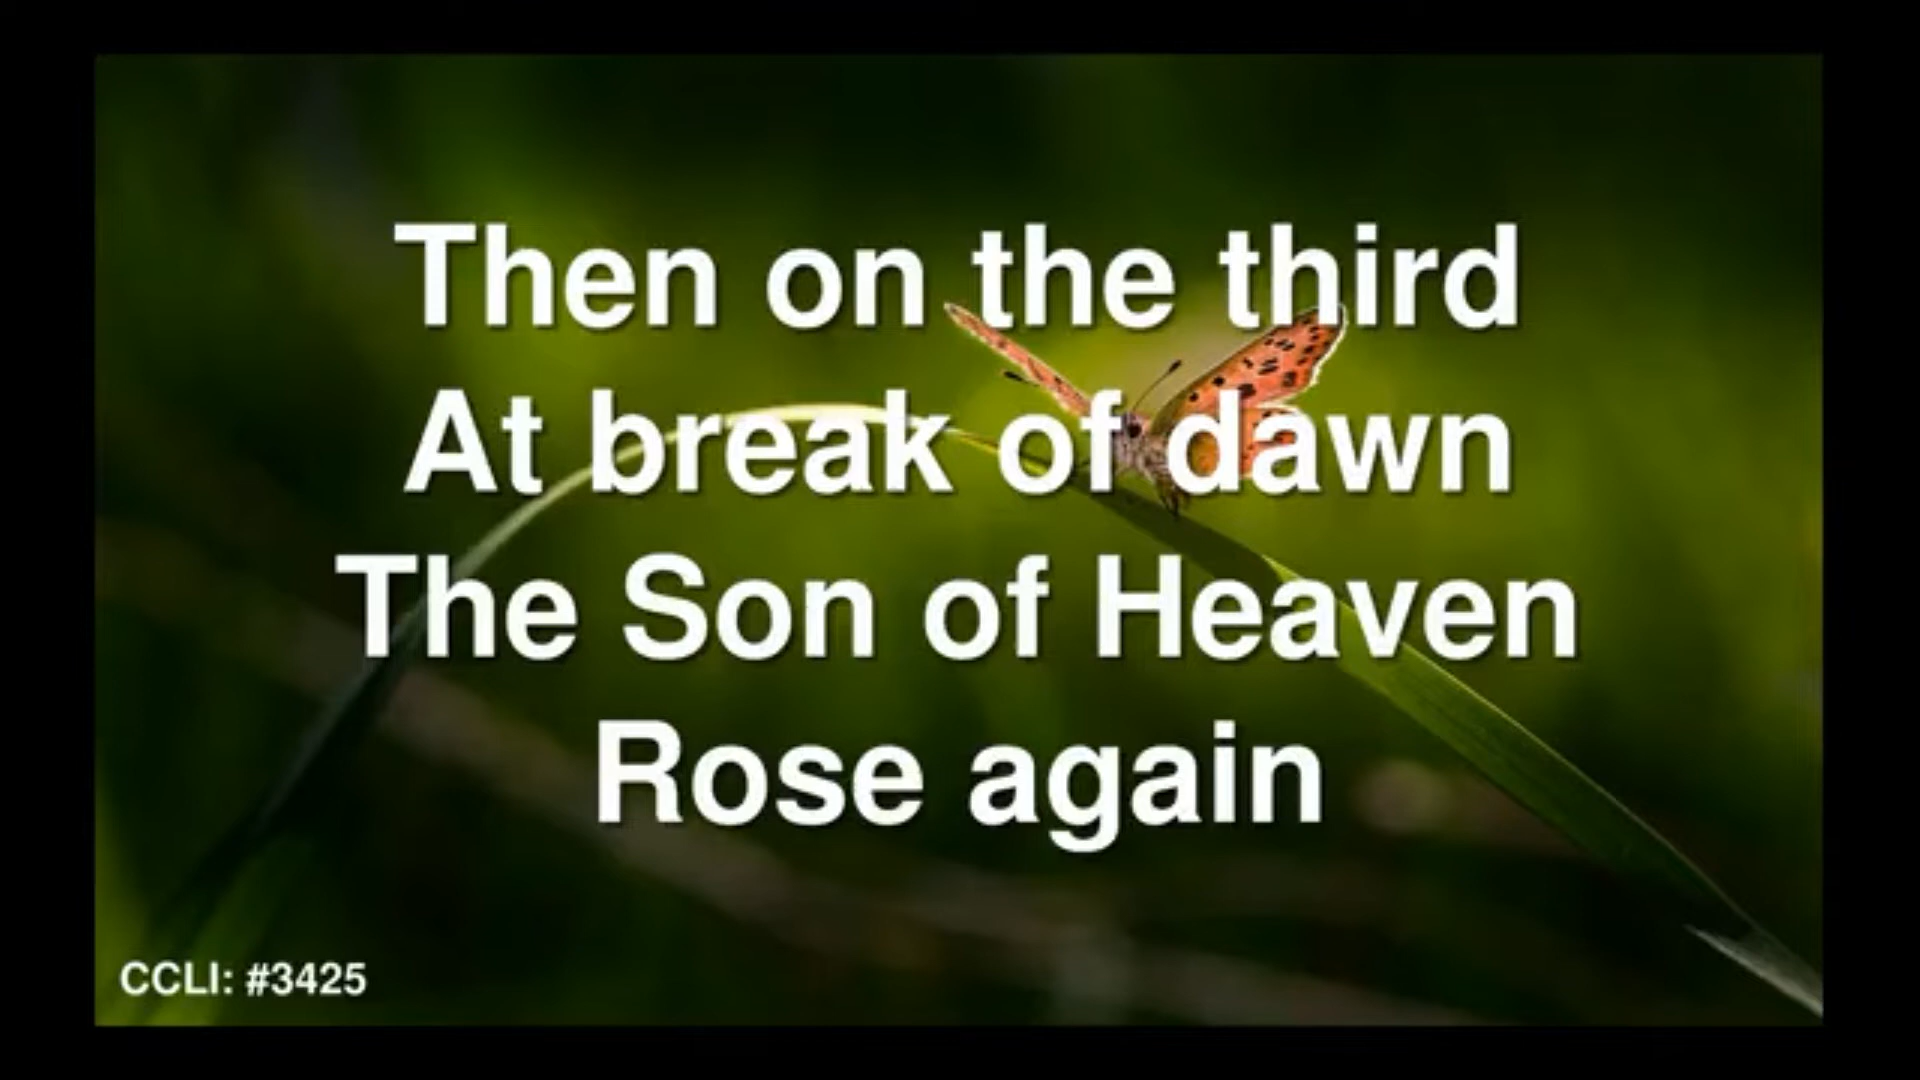 Then on the third
At break of dawn
The Son of Heaven
Rose again
CCLI: #3425